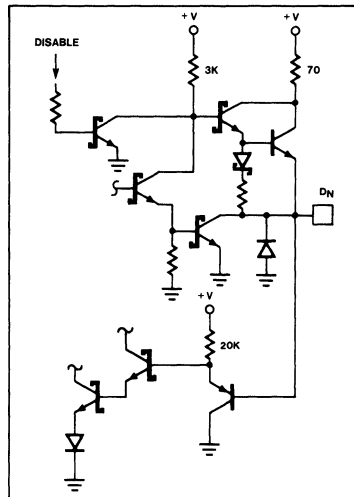 +V
+V
DISABLE
3K
70
DN
+V
20K